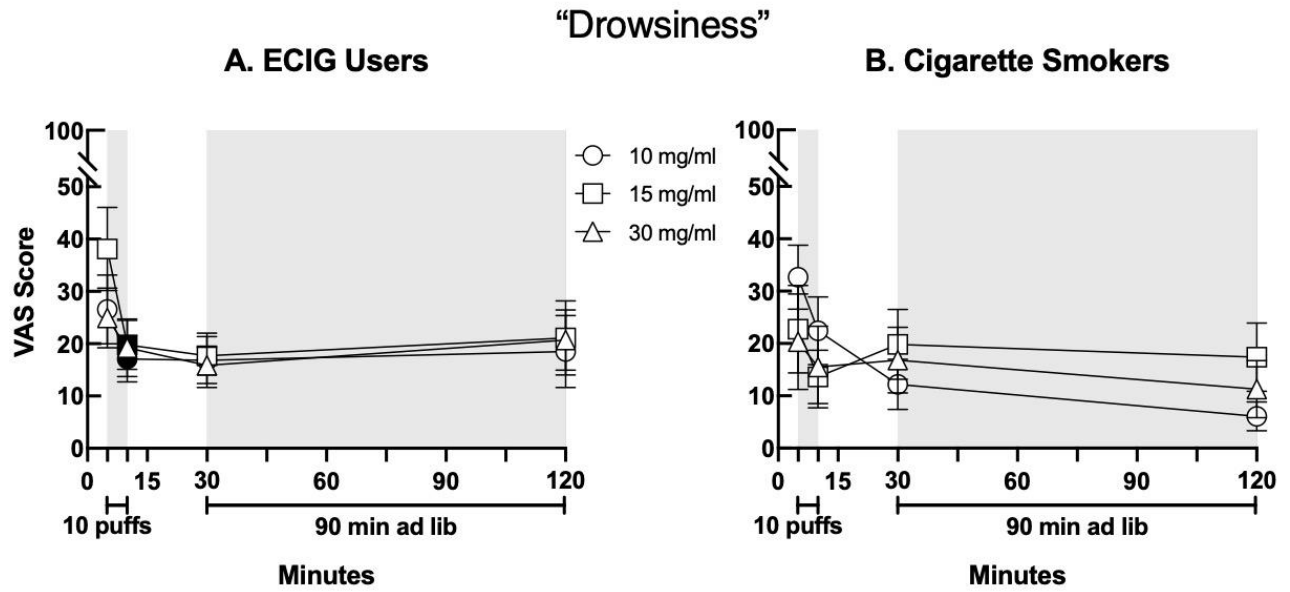 “Drowsiness”
A. ECIG Users
B. Cigarette Smokers
VAS Score
100
50
40
30
20
10
0
0 15 30 60 90 120
10 puffs
90 min ad lib
Minutes
10 mg/ml
15 mg/ml
30 mg/ml
100
50
40
30
20
10
0
0 15 30 60 90 120
10 puffs
90 min ad lib
Minutes